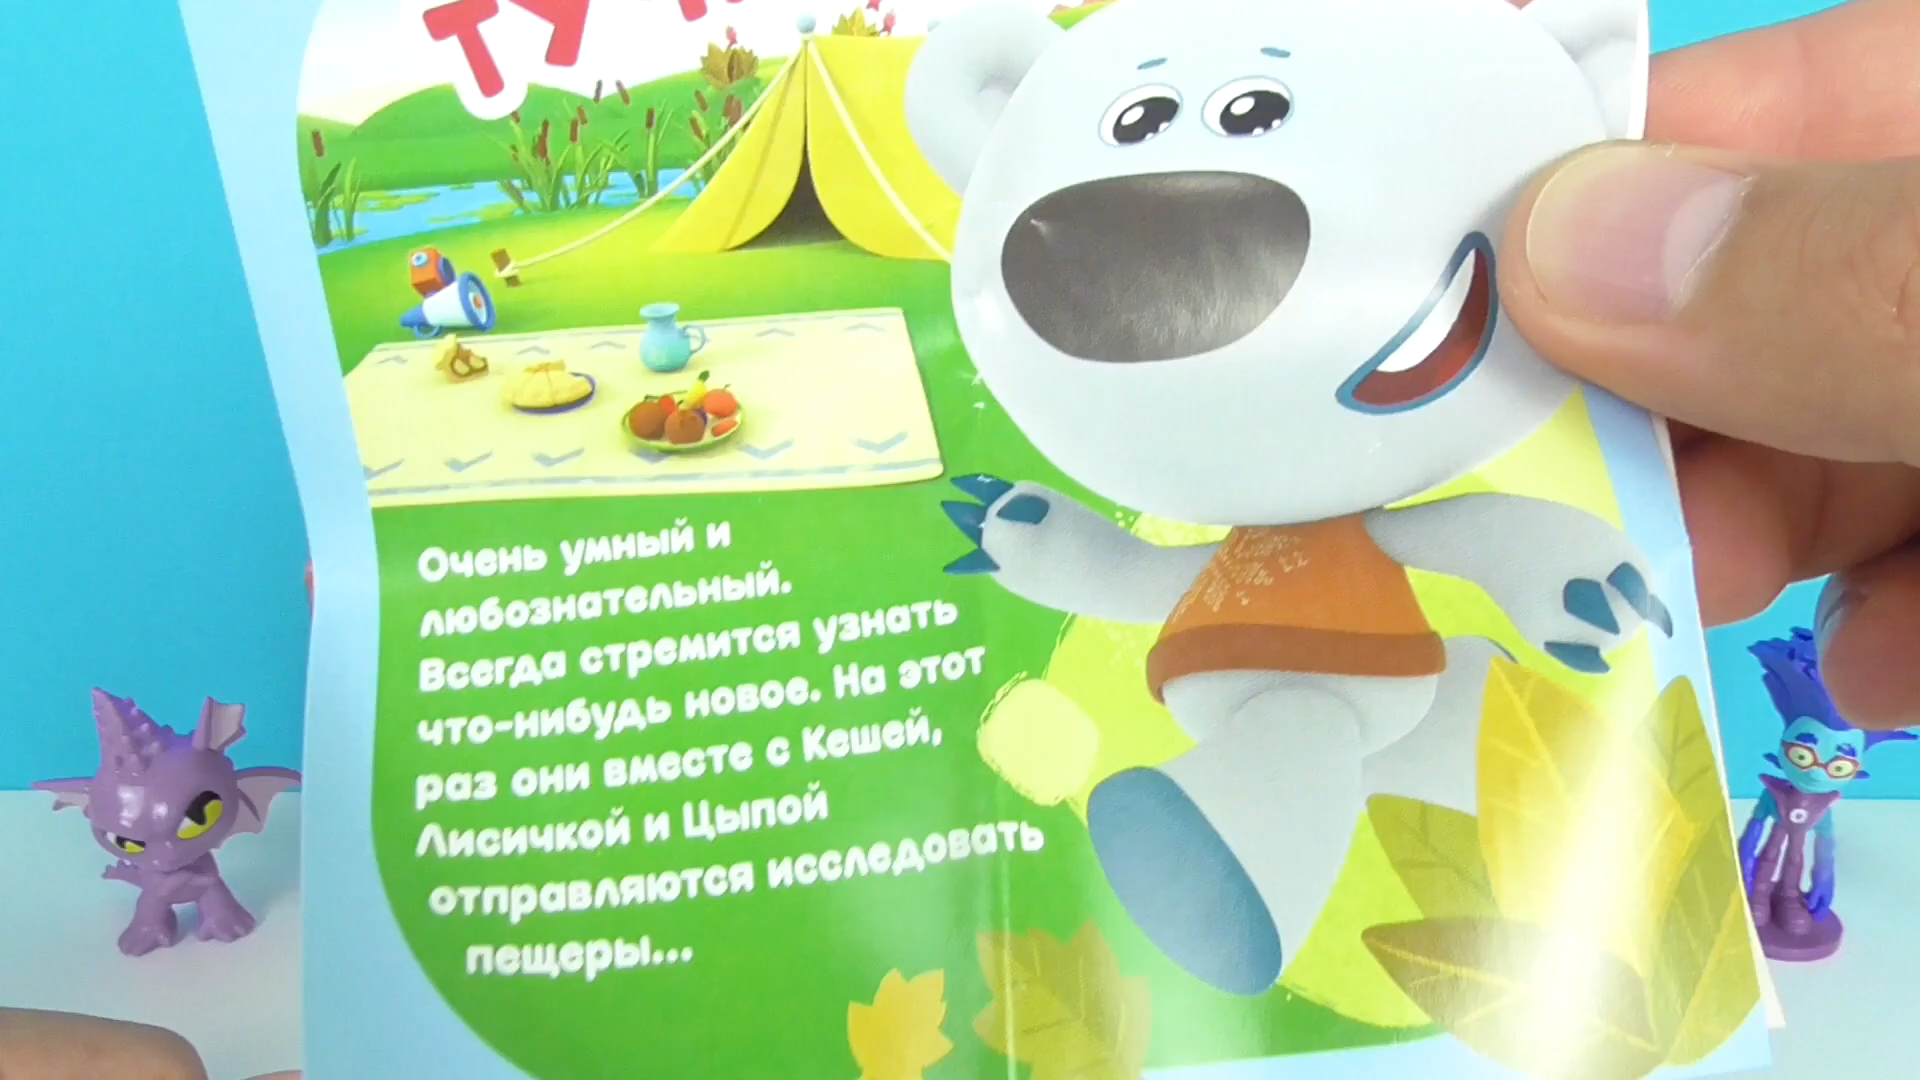 Очень умный и
любознательный.
Всегда стремится узнать
что-нибудь новое. На этот
раз они вместе с Кешей,
Лисичкой и Цыпой
отправляются исследовать
пещеры...